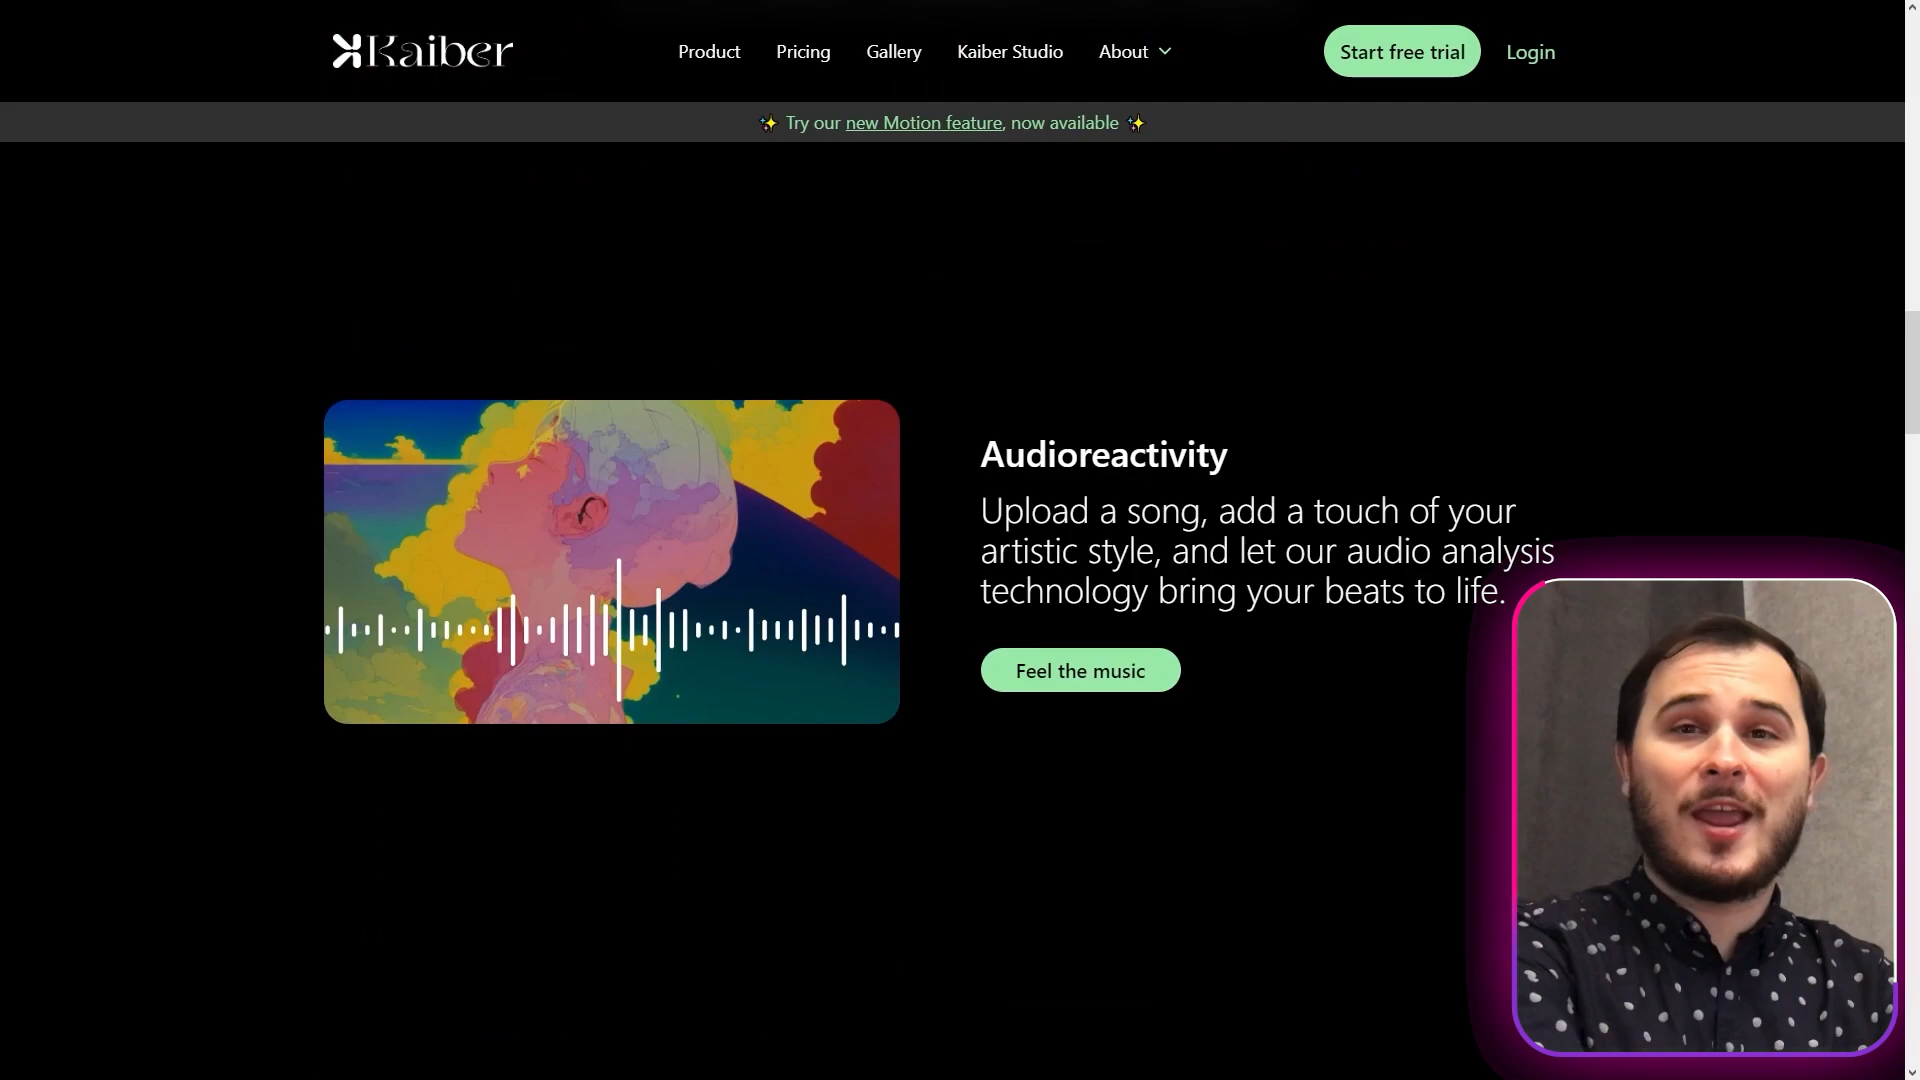 Kaiber
Product
Pricing
Gallery
Kaiber Studio
About
Start free trial
Login
✨ Try our new Motion feature, now available ✨
Audioreactivity
Upload a song, add a touch of your
artistic style, and let our audio analysis
technology bring your beats to life.
Feel the music